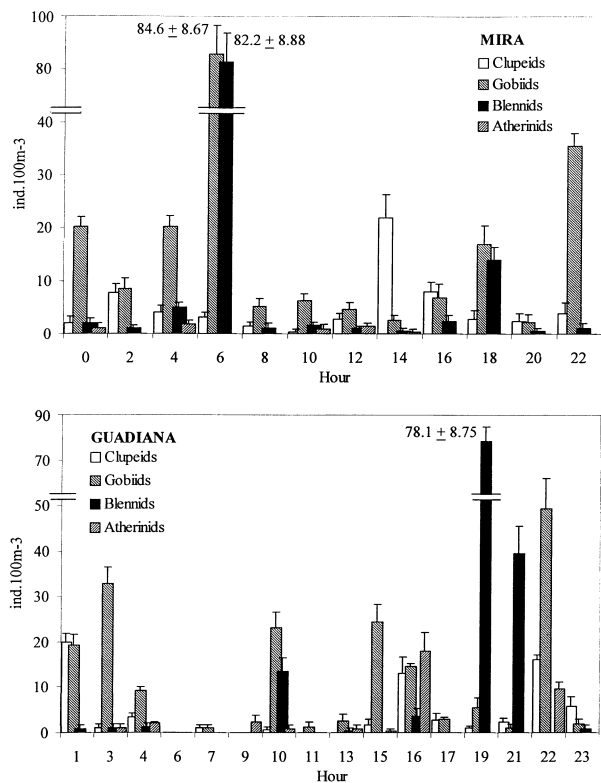 84.6 ± 8.67
82.2 ± 8.88
MIRA
Clupeids
Gobiids
Blennids
Atherinids
ind.100m-3
100
80
40
30
20
10
0
0 2 4 6 8 10 12 14 16 18 20 22
Hour
78.1 ± 8.75
GUADIANA
Clupeids
Gobiids
Blennids
Atherinids
ind.100m-3
90
70
50
40
30
20
10
0
1 3 4 6 7 9 10 11 13 15 16 17 19 21 22 23
Hour